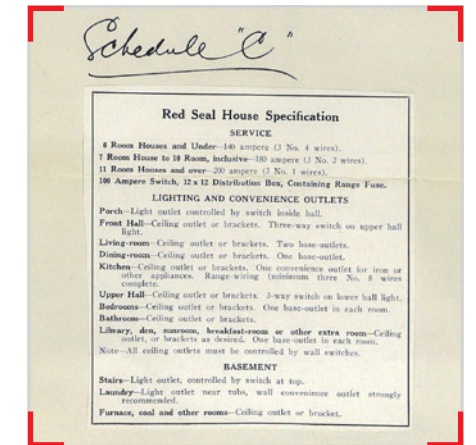 Schedule "C"
Red Seal House Specification
SERVICE
6 Room Houses and Under—140 ampere (3 No. 4 wires).
7 Room House to 10 Room, inclusive—180 ampere (3 No. 2 wires).
11 Room Houses and over—200 ampere (3 No. 1 wires).
100 Ampere Switch, 12 x 12 Distribution Box, Containing Range Fuse.
LIGHTING AND CONVENIENCE OUTLETS
Porch—Light outlet controlled by switch inside hall.
Front Hall—Ceiling outlet or brackets. Three-way switch on upper hall
light.
Living-room—Ceiling outlet or brackets. Two base-outlets.
Dining-room—Ceiling outlet or brackets. One base-outlet.
Kitchen—Ceiling outlet or brackets. One convenience outlet for iron or
other appliances. Range-wiring (minimum three No. 8 wires
complete.
Upper Hall—Ceiling outlet or brackets. 3-way switch on lower hall light.
Bedrooms—Ceiling outlet or brackets. One base-outlet in each room.
Bathroom—Ceiling outlet or brackets.
Library, den, sunroom, breakfast-room or other extra room—Ceiling
outlet, or brackets as desired. One base-outlet in each room.
Note—All ceiling outlets must be controlled by wall switches.
BASEMENT
Stairs—Light outlet, controlled by switch at top.
Laundry—Light outlet near tubs, wall convenience outlet strongly
recommended.
Furnace, coal and other rooms—Ceiling outlet or bracket.